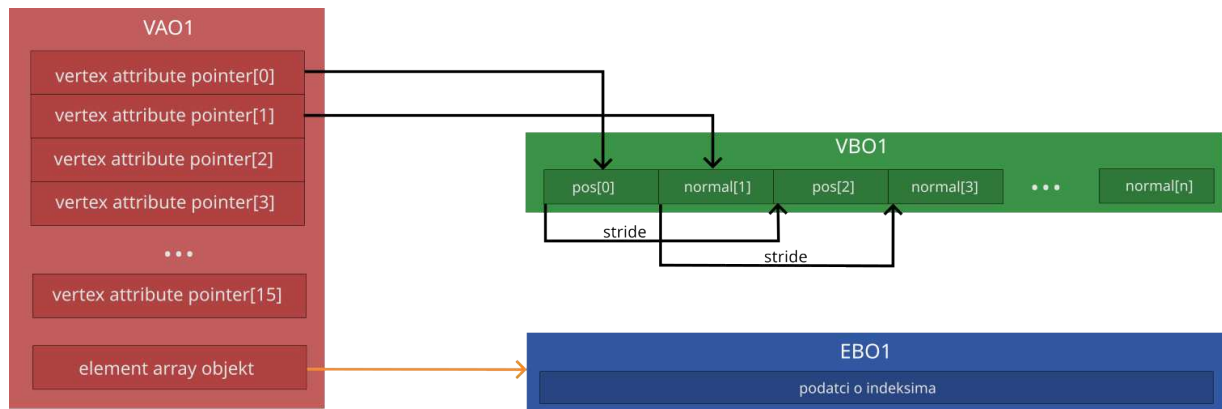 VAO1
vertex attribute pointer[0]
vertex attribute pointer[1]
vertex attribute pointer[2]
vertex attribute pointer[3]
...
vertex attribute pointer[15]
element array objekt
VBO1
pos[0] normal[1] pos[2] normal[3] ... normal[n]
stride
stride
EBO1
podatci o indeksima